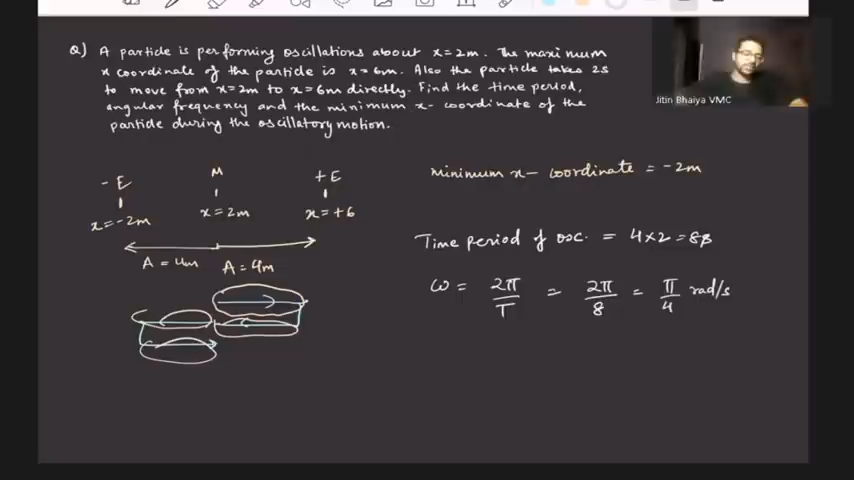 Q) A particle is performing oscillations about x=2m. The maximum
x coordinate of the particle is x=6m. Also the particle takes 2s
to move from x=2m to x=6m directly. Find the time period,
angular frequency and the minimum x-coordinate of the
particle during the oscillatory motion.
Jitin Bhaiya VMC
-E M +E
x=-2m x=2m x=+6
A=4m A=4m
minimum x-coordinate = -2m
Time period of osc. = 4×2=8s
ω = 2π/T = 2π/8 = π/4 rad/s